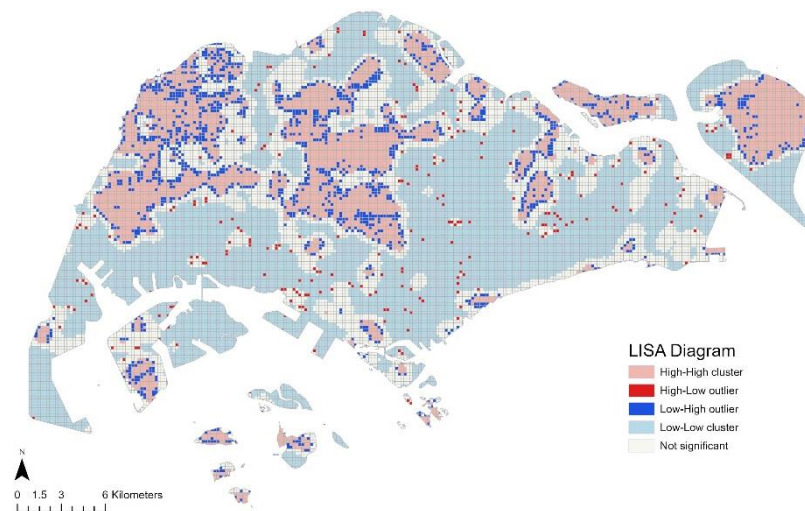 LISA Diagram
High-High cluster
High-Low outlier
Low-High outlier
Low-Low cluster
Not significant
N
0 1.5 3 6 Kilometers